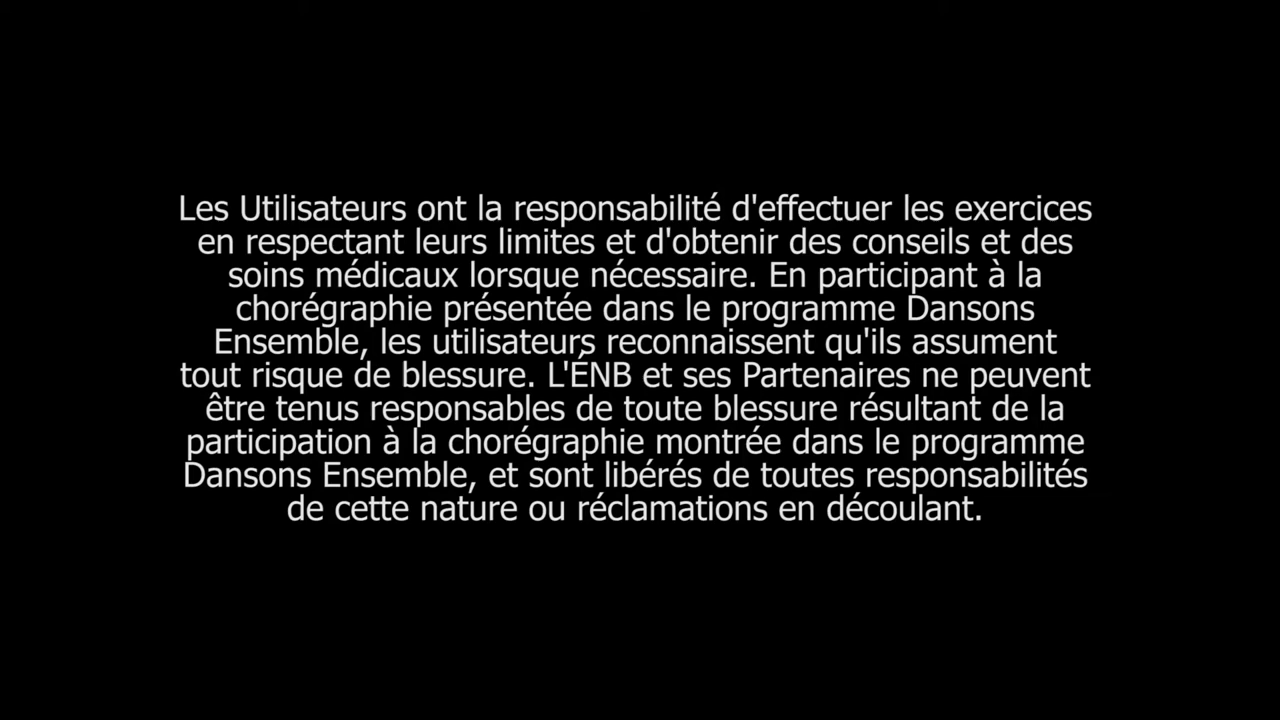 Les Utilisateurs ont la responsabilité d'effectuer les exercices
en respectant leurs limites et d'obtenir des conseils et des
soins médicaux lorsque nécessaire. En participant à la
chorégraphie présentée dans le programme Dansons
Ensemble, les utilisateurs reconnaissent qu'ils assument
tout risque de blessure. L'ÉNB et ses Partenaires ne peuvent
être tenus responsables de toute blessure résultant de la
participation à la chorégraphie montrée dans le programme
Dansons Ensemble, et sont libérés de toutes responsabilités
de cette nature ou réclamations en découlant.